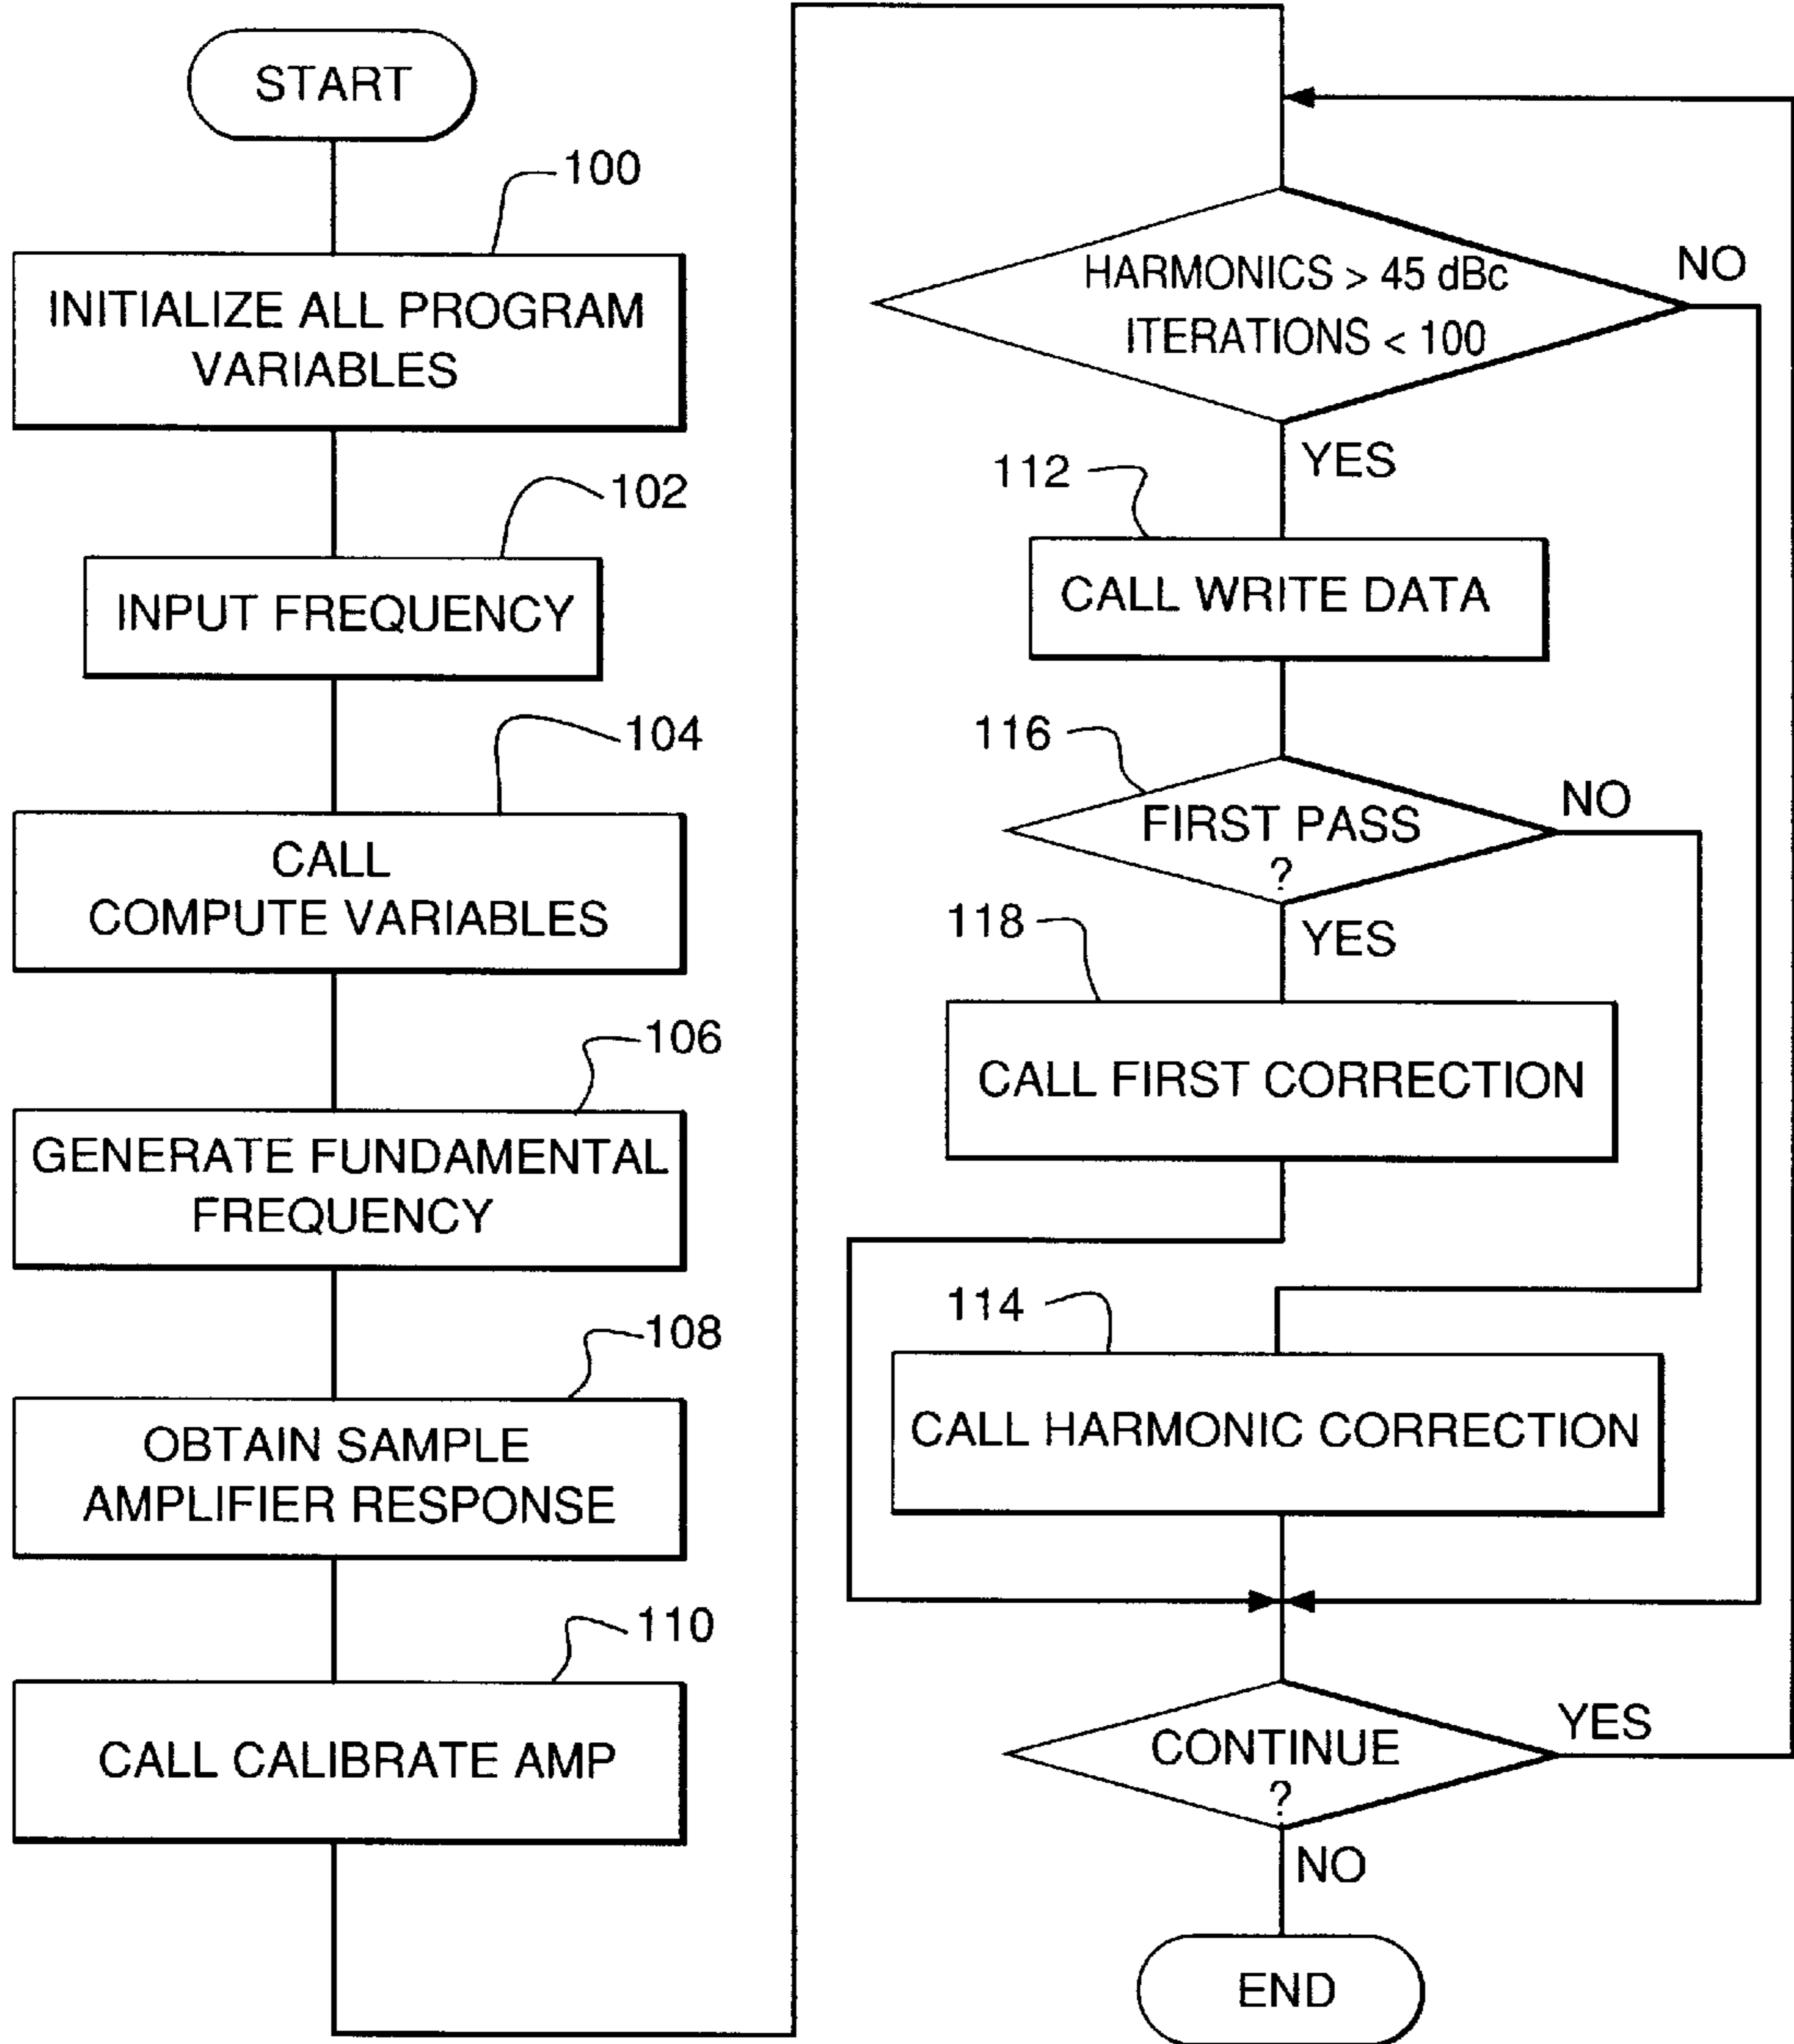 START
100
INITIALIZE ALL PROGRAM
VARIABLES
102
INPUT FREQUENCY
104
CALL
COMPUTE VARIABLES
106
GENERATE FUNDAMENTAL
FREQUENCY
108
OBTAIN SAMPLE
AMPLIFIER RESPONSE
110
CALL CALIBRATE AMP
HARMONICS > 45 dBc
ITERATIONS < 100
NO
YES
112
CALL WRITE DATA
116
FIRST PASS
?
NO
YES
118
CALL FIRST CORRECTION
114
CALL HARMONIC CORRECTION
CONTINUE
?
YES
NO
END